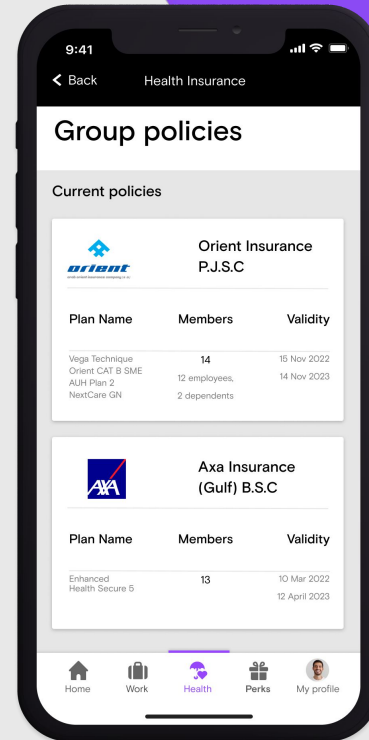 9:41
Back
Health Insurance
Group policies
Current policies
orient
Orient Insurance
P.J.S.C
Plan Name
Members
Validity
Vega Technique
Orient CAT B SME
AUH Plan 2
NextCare GN
14
12 employees,
2 dependents
15 Nov 2022
14 Nov 2023
AXA
Axa Insurance
(Gulf) B.S.C
Plan Name
Members
Validity
Enhanced
Health Secure 5
13
10 Mar 2022
12 April 2023
Home
Work
Health
Perks
My profile